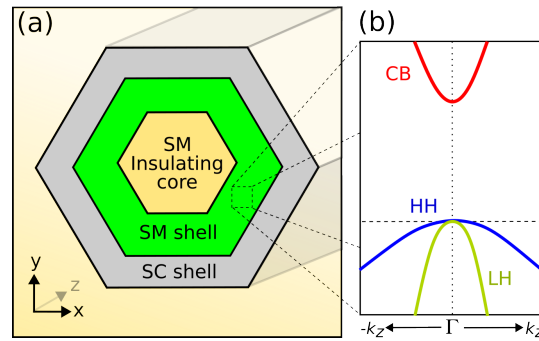 (a)
SM
Insulating
core
SM shell
SC shell
y
z
x
(b)
CB
HH
LH
-kz
Γ
kz